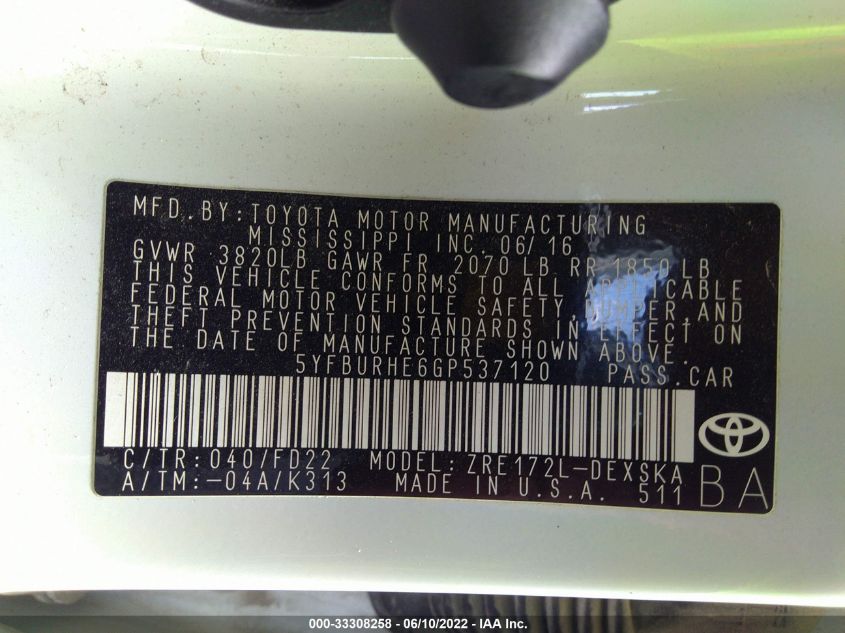 MFD.BY:TOYOTA MOTOR MANUFACTURING
MISSISSIPPI INC. 06/16
GVWR 3820LB GAWR FR. 2070 LB RR 1850 LB
THIS VEHICLE CONFORMS TO ALL APPLICABLE
FEDERAL MOTOR VEHICLE SAFETY,BUMPER,AND
THEFT PREVENTION STANDARDS IN EFFECT ON
THE DATE OF MANUFACTURE SHOWN ABOVE.
5YFBURHE6GP537120 PASS.CAR
C/TR: 040/FD22 MODEL: ZRE172L-DEXSKA
A/TM:-04A/K313 MADE IN U.S.A. 511
BA
000-33308258 - 06/10/2022 - IAA Inc.